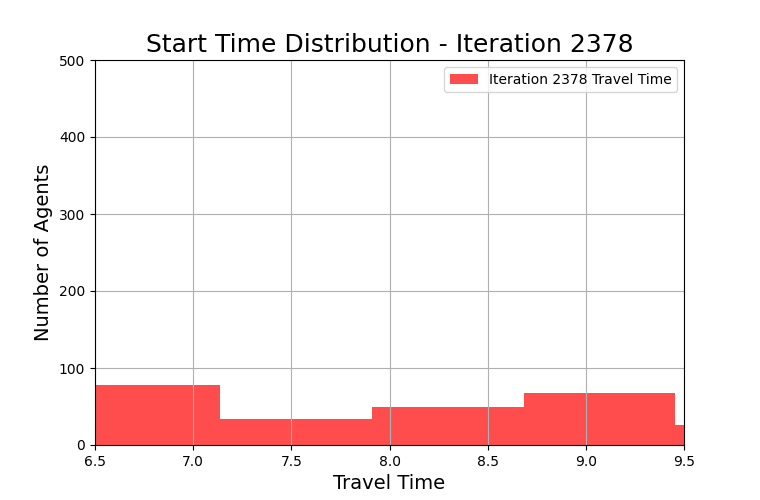 Start Time Distribution - Iteration 2378
Iteration 2378 Travel Time
Number of Agents
500
400
300
200
100
0
6.5 7.0 7.5 8.0 8.5 9.0 9.5
Travel Time